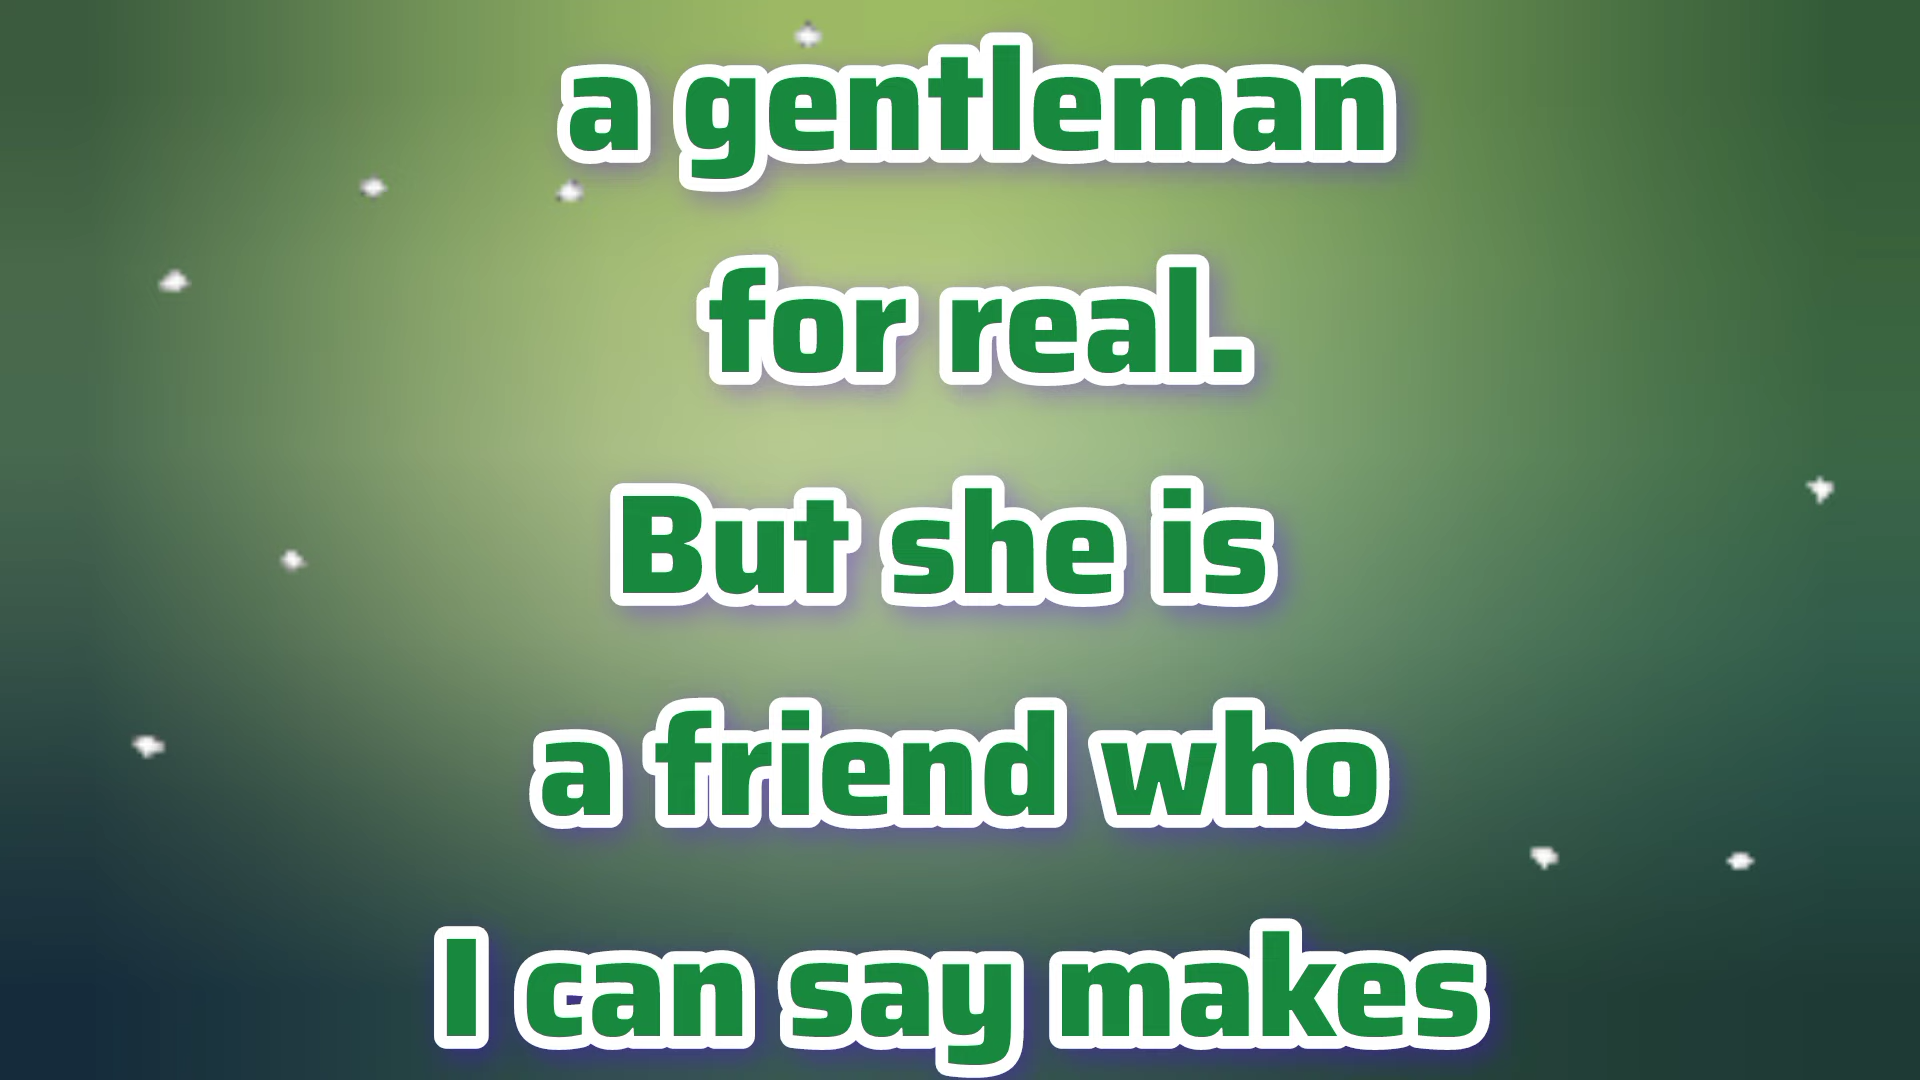 a gentleman
for real.
But she is
a friend who
I can say makes